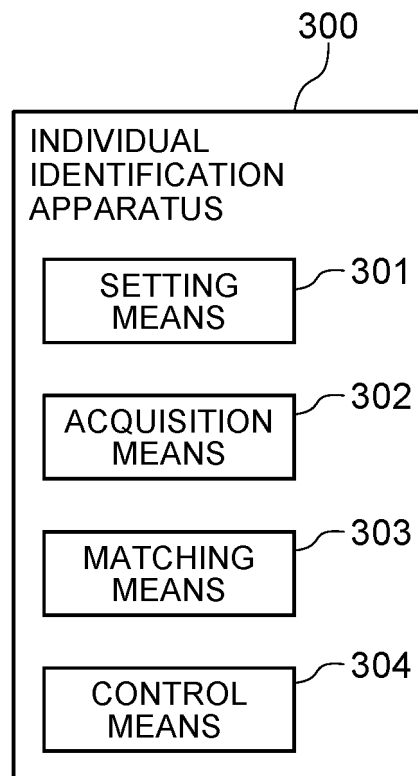 300
INDIVIDUAL
IDENTIFICATION
APPARATUS
SETTING
MEANS
301
ACQUISITION
MEANS
302
MATCHING
MEANS
303
CONTROL
MEANS
304